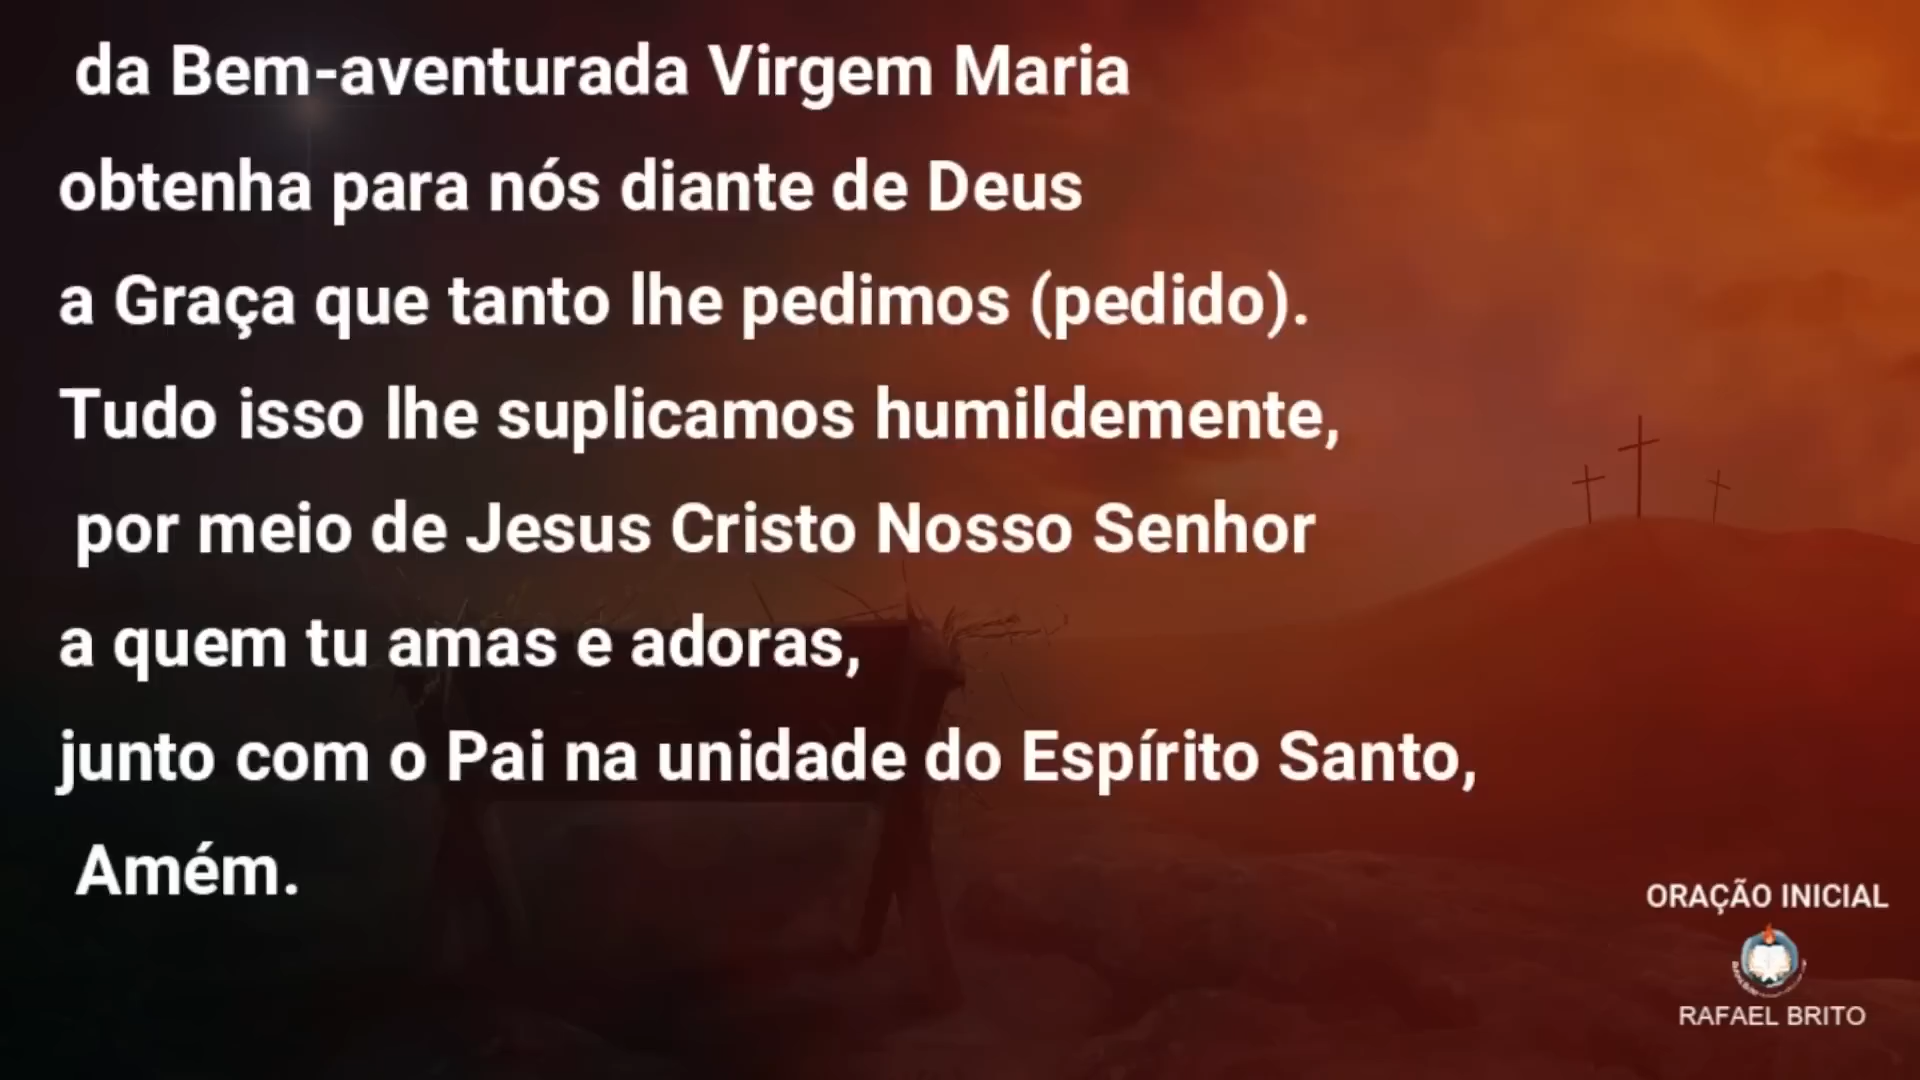 da Bem-aventurada Virgem Maria
obtenha para nós diante de Deus
a Graça que tanto lhe pedimos (pedido).
Tudo isso lhe suplicamos humildemente,
por meio de Jesus Cristo Nosso Senhor
a quem tu amas e adoras,
junto com o Pai na unidade do Espírito Santo,
Amém.
ORAÇÃO INICIAL
RAFAEL BRITO